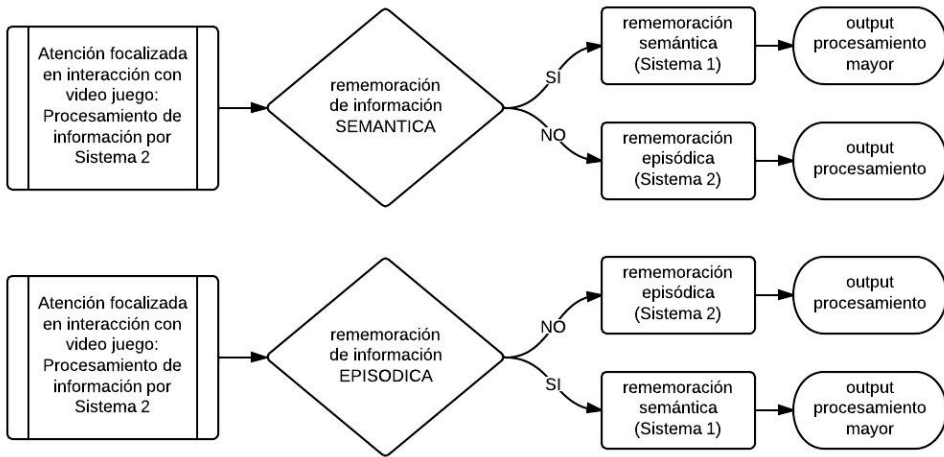 Atención focalizada
en interacción con
video juego:
Procesamiento de
información por
Sistema 2
rememoración
de información
SEMANTICA
SÍ
NO
rememoración
semántica
(Sistema 1)
output
procesamiento
mayor
rememoración
episódica
(Sistema 2)
output
procesamiento
Atención focalizada
en interacción con
video juego:
Procesamiento de
información por
Sistema 2
rememoración
de información
EPISODICA
NO
SI
rememoración
episódica
(Sistema 2)
output
procesamiento
rememoración
semántica
(Sistema 1)
output
procesamiento
mayor